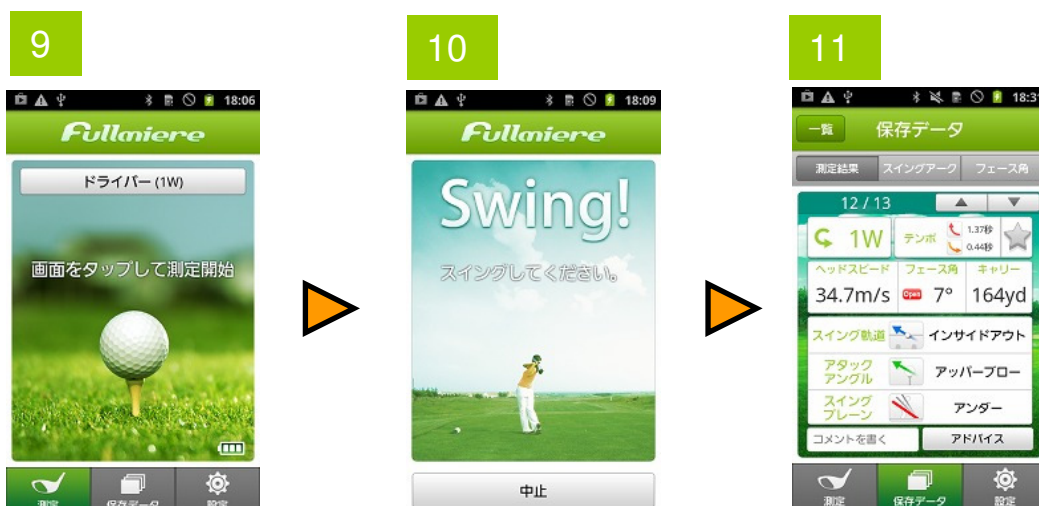 9
10
11
18:06
Fullmiere
ドライバー (1W)
画面をタップして測定開始
測定
保存データ
設定
18:09
Fullmiere
Swing!
スイングしてください。
中止
18:31
一覧
保存データ
測定結果
スイングアーク
フェース角
12 / 13
▲
▼
1W
テンポ
1.37秒
0.44秒
ヘッドスピード
フェース角
キャリー
34.7m/s
Open
7°
164yd
スイング軌道
インサイドアウト
アタック
アングル
アッパーブロー
スイング
プレーン
アンダー
コメントを書く
アドバイス
測定
保存データ
設定